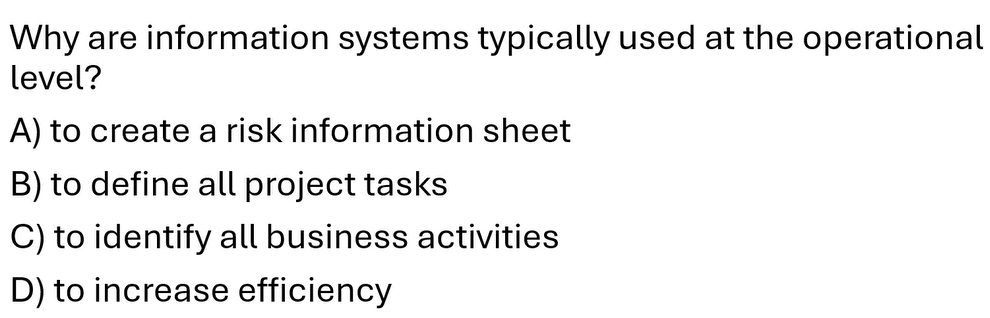 Why are information systems typically used at the operational
level?
A) to create a risk information sheet
B) to define all project tasks
C) to identify all business activities
D) to increase efficiency